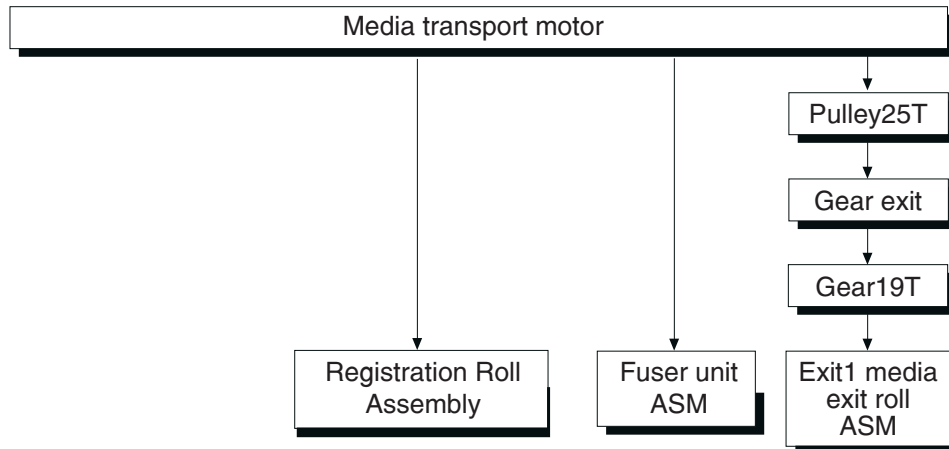 Media transport motor
Pulley25T
Gear exit
Gear19T
Registration Roll
Assembly
Fuser unit
ASM
Exit1 media
exit roll
ASM